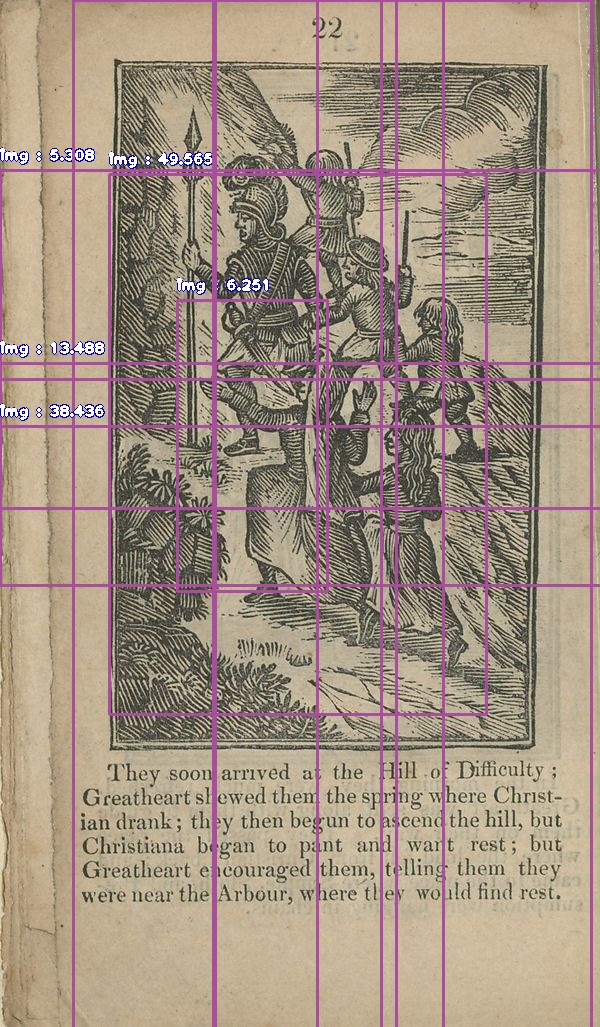 22
Img : 5.308
Img : 49.565
Img : 6.251
Img : 13.488
Img : 38.436
They soon arrived at the Hill of Difficulty ;
Greatheart shewed them the spring where Christ-
ian drank ; they then begun to ascend the hill, but
Christiana began to pant and want rest ; but
Greatheart encouraged them, telling them they
were near the Arbour, where they would find rest.